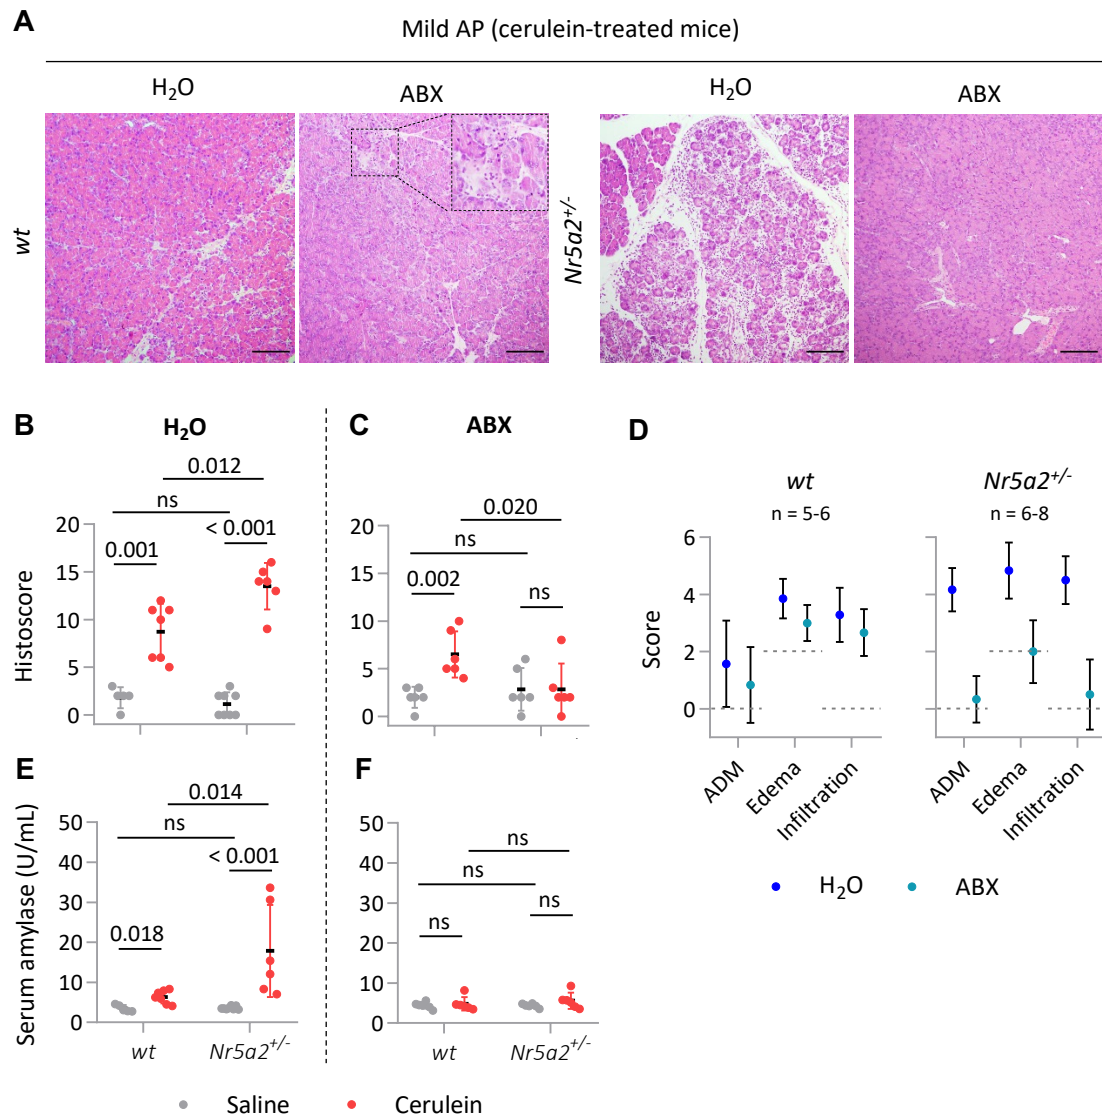 A
Mild AP (cerulein-treated mice)
H₂O
ABX
H₂O
ABX
wt
Nr5a2⁺/⁻
B
H₂O
C
ABX
D
0.012
ns
< 0.001
0.001
20
15
10
5
0
Histoscore
0.020
ns
0.002
ns
20
15
10
5
0
wt
n = 5-6
Nr5a2⁺/⁻
n = 6-8
6
4
2
0
Score
ADM
Edema
Infiltration
ADM
Edema
Infiltration
H₂O
ABX
E
0.014
ns
< 0.001
0.018
50
40
30
20
10
0
Serum amylase (U/mL)
wt
Nr5a2⁺/⁻
F
ns
ns
ns
ns
50
40
30
20
10
0
wt
Nr5a2⁺/⁻
Saline
Cerulein